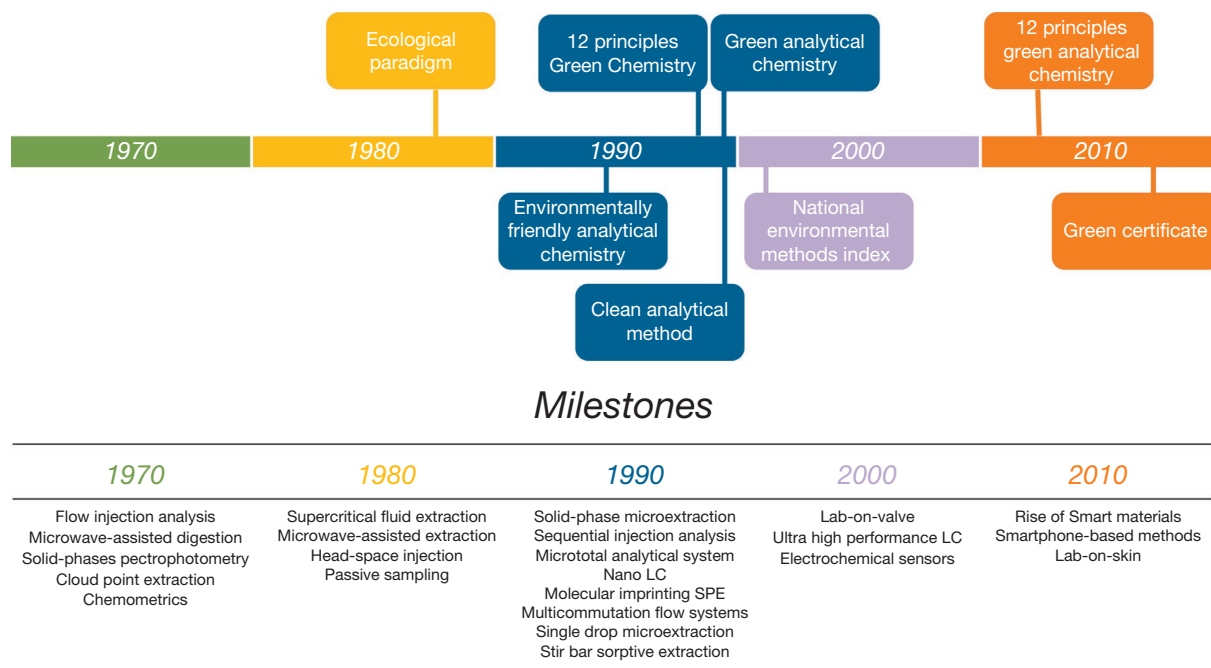 Ecological
paradigm
12 principles
Green Chemistry
Green analytical
chemistry
12 principles
green analytical
chemistry
1970
1980
1990
2000
2010
Environmentally
friendly analytical
chemistry
National
environmental
methods index
Green certificate
Clean analytical
method
Milestones
1970
1980
1990
2000
2010
Flow injection analysis
Microwave-assisted digestion
Solid-phases pectrophotometry
Cloud point extraction
Chemometrics
Supercritical fluid extraction
Microwave-assisted extraction
Head-space injection
Passive sampling
Solid-phase microextraction
Sequential injection analysis
Micrototal analytical system
Nano LC
Molecular imprinting SPE
Multicommutation flow systems
Single drop microextraction
Stir bar sorptive extraction
Lab-on-valve
Ultra high performance LC
Electrochemical sensors
Rise of Smart materials
Smartphone-based methods
Lab-on-skin